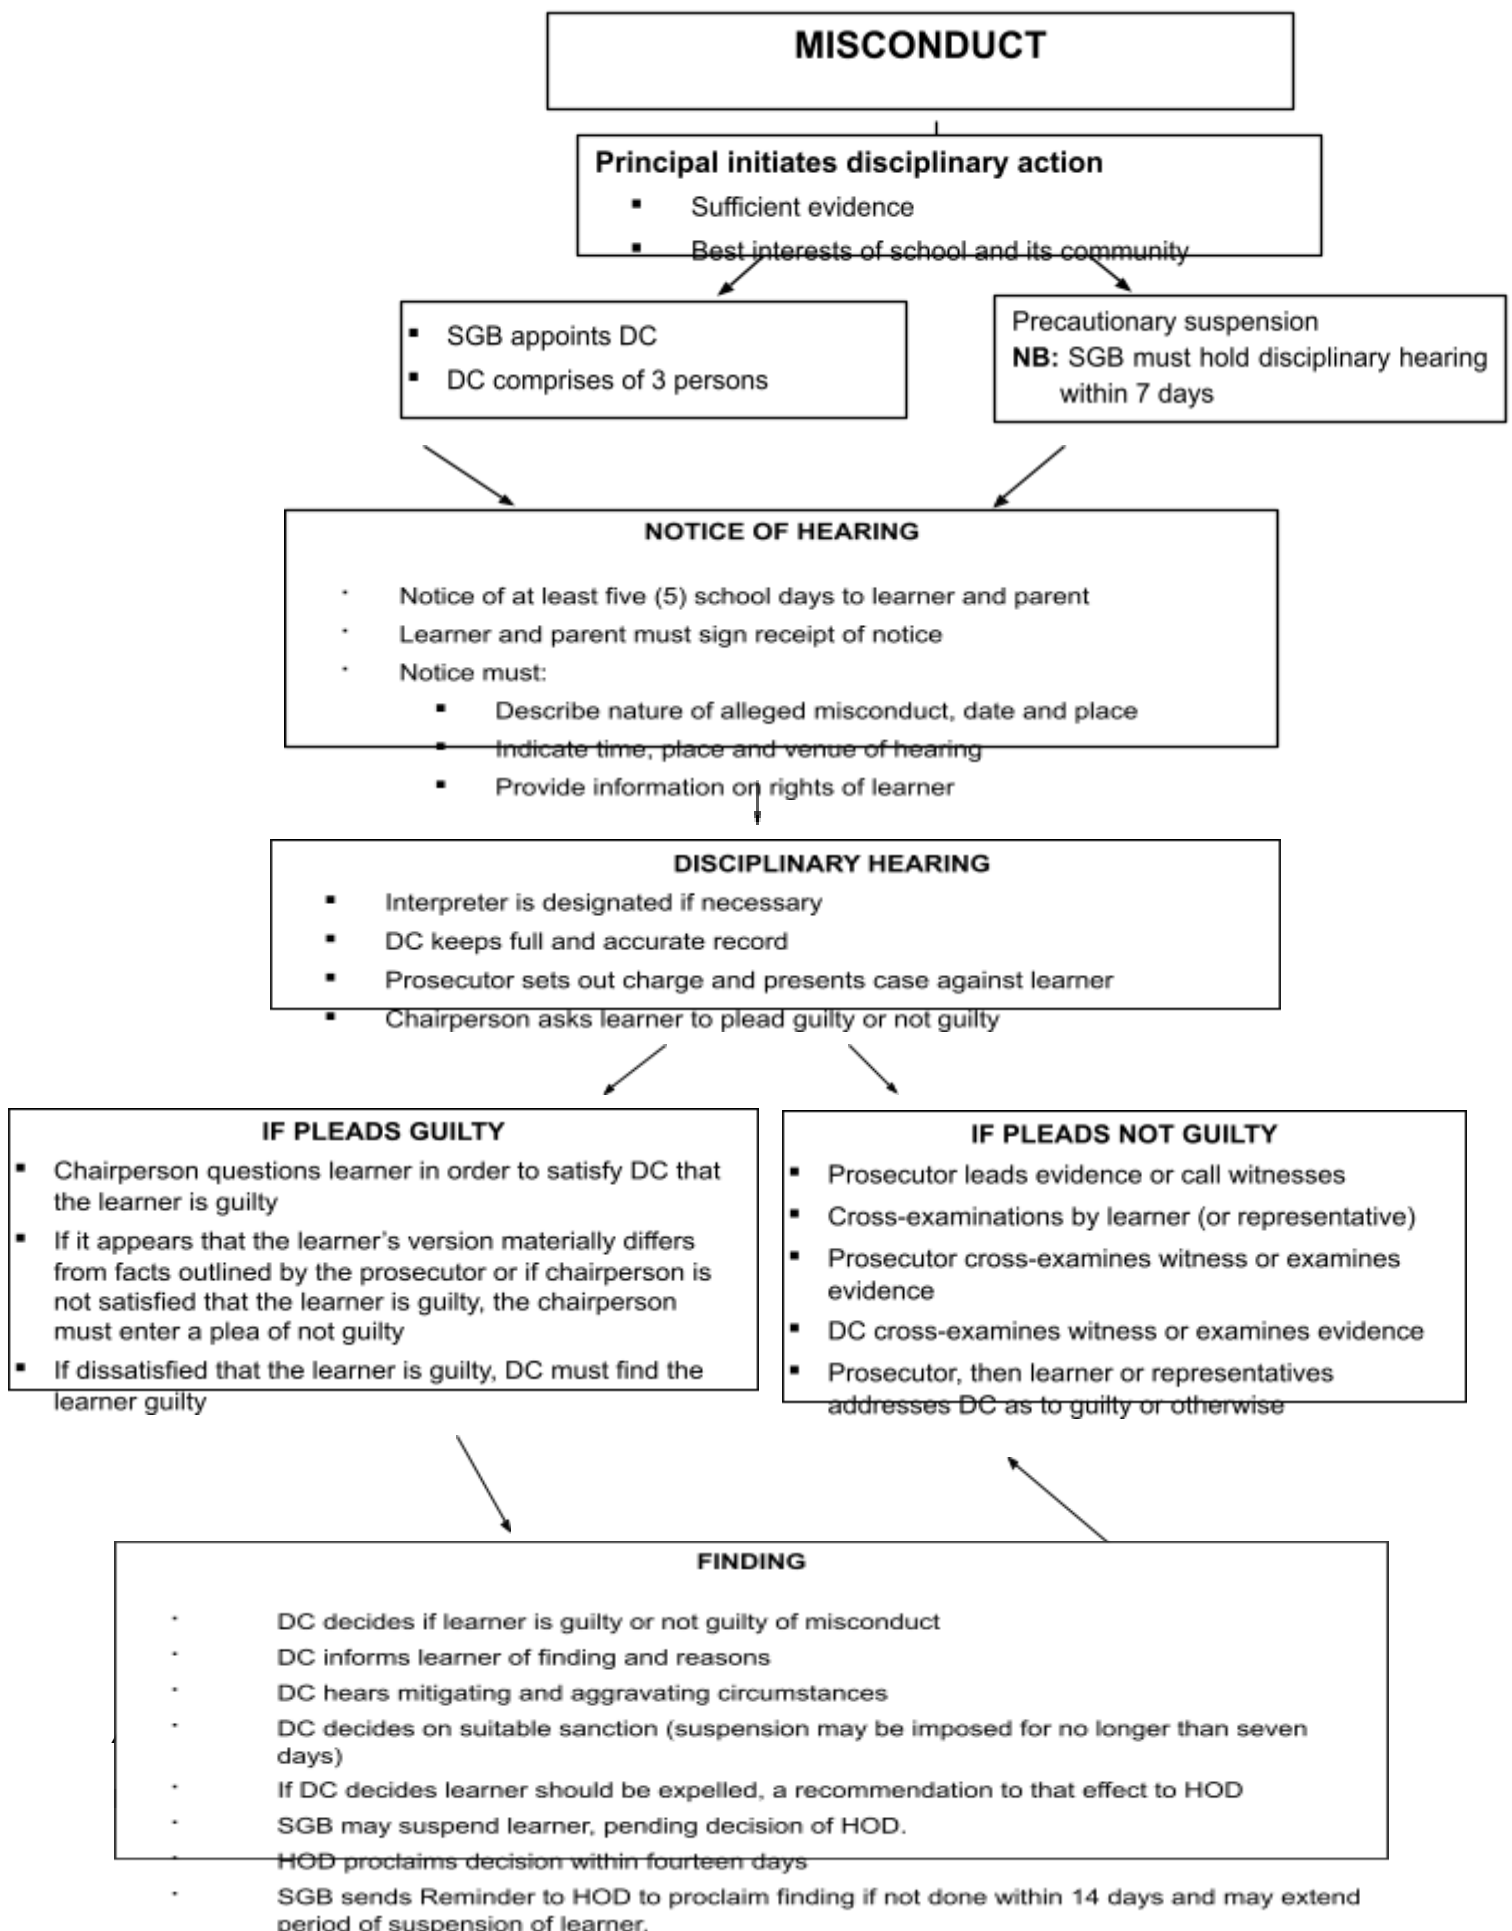 MISCONDUCT
Principal initiates disciplinary action
▪ Sufficient evidence
▪ Best interests of school and its community
▪ SGB appoints DC
▪ DC comprises of 3 persons
Precautionary suspension
NB: SGB must hold disciplinary hearing
within 7 days
NOTICE OF HEARING
· Notice of at least five (5) school days to learner and parent
· Learner and parent must sign receipt of notice
· Notice must:
▪ Describe nature of alleged misconduct, date and place
▪ Indicate time, place and venue of hearing
▪ Provide information on rights of learner
DISCIPLINARY HEARING
▪ Interpreter is designated if necessary
▪ DC keeps full and accurate record
▪ Prosecutor sets out charge and presents case against learner
▪ Chairperson asks learner to plead guilty or not guilty
IF PLEADS GUILTY
▪ Chairperson questions learner in order to satisfy DC that
the learner is guilty
▪ If it appears that the learner's version materially differs
from facts outlined by the prosecutor or if chairperson is
not satisfied that the learner is guilty, the chairperson
must enter a plea of not guilty
▪ If dissatisfied that the learner is guilty, DC must find the
learner guilty
IF PLEADS NOT GUILTY
▪ Prosecutor leads evidence or call witnesses
▪ Cross-examinations by learner (or representative)
▪ Prosecutor cross-examines witness or examines
evidence
▪ DC cross-examines witness or examines evidence
▪ Prosecutor, then learner or representatives
addresses DC as to guilty or otherwise
FINDING
· DC decides if learner is guilty or not guilty of misconduct
· DC informs learner of finding and reasons
· DC hears mitigating and aggravating circumstances
· DC decides on suitable sanction (suspension may be imposed for no longer than seven
days)
· If DC decides learner should be expelled, a recommendation to that effect to HOD
· SGB may suspend learner, pending decision of HOD.
· HOD proclaims decision within fourteen days
· SGB sends Reminder to HOD to proclaim finding if not done within 14 days and may extend
period of suspension of learner.